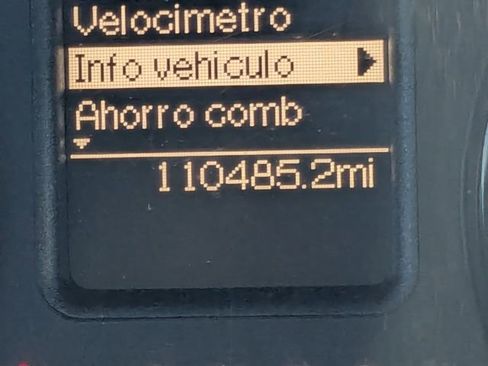 Velocimetro
Info vehiculo
Ahorro comb
110485.2mi